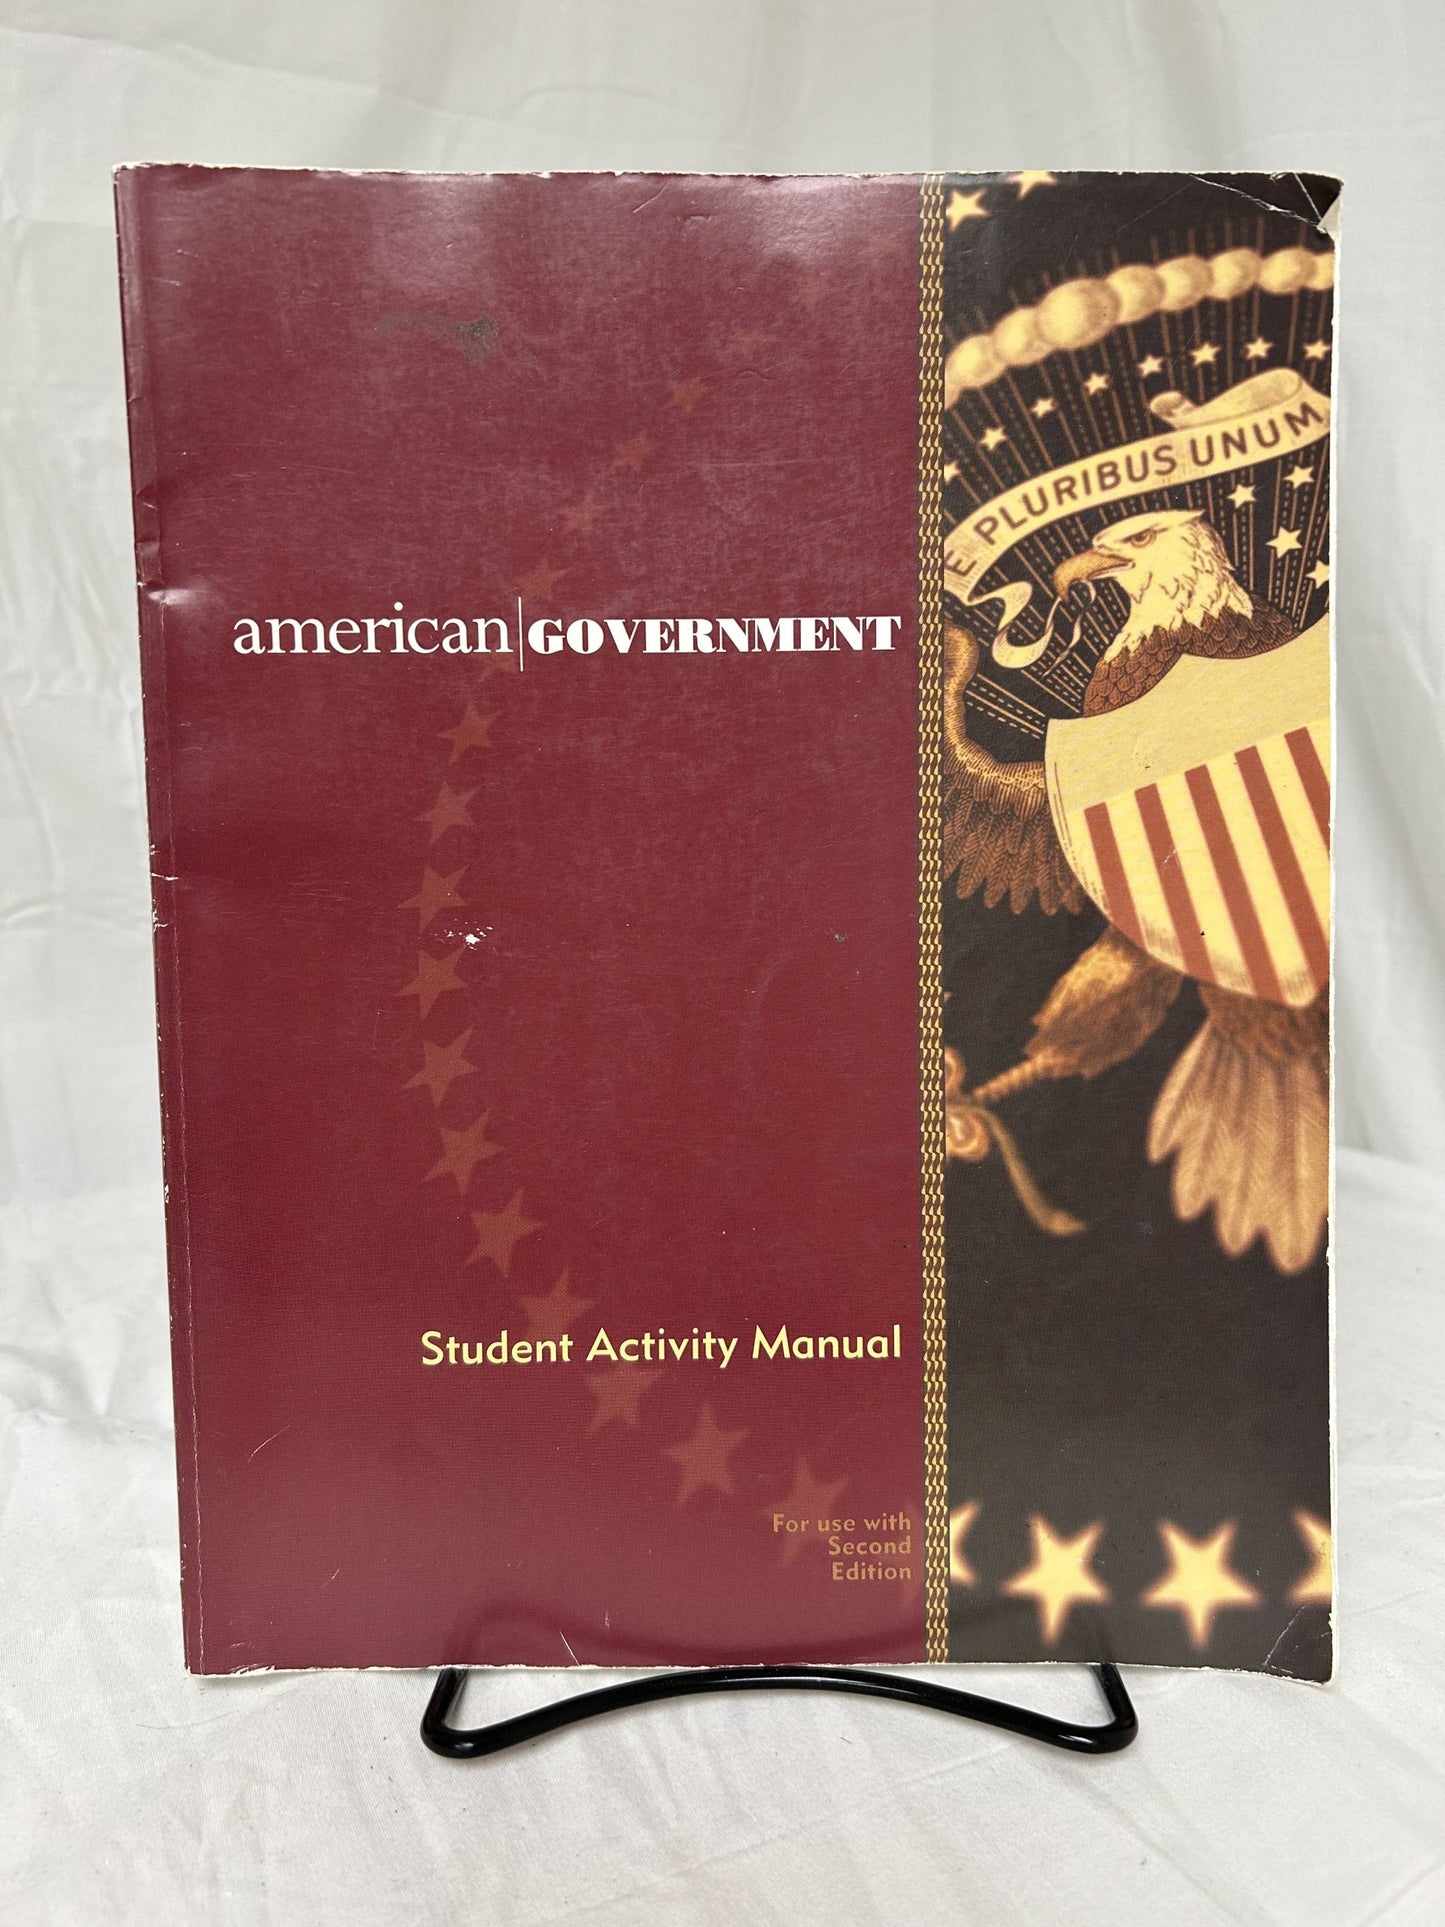 E PLURIBUS UNUM
american|GOVERNMENT
Student Activity Manual
For use with
Second
Edition